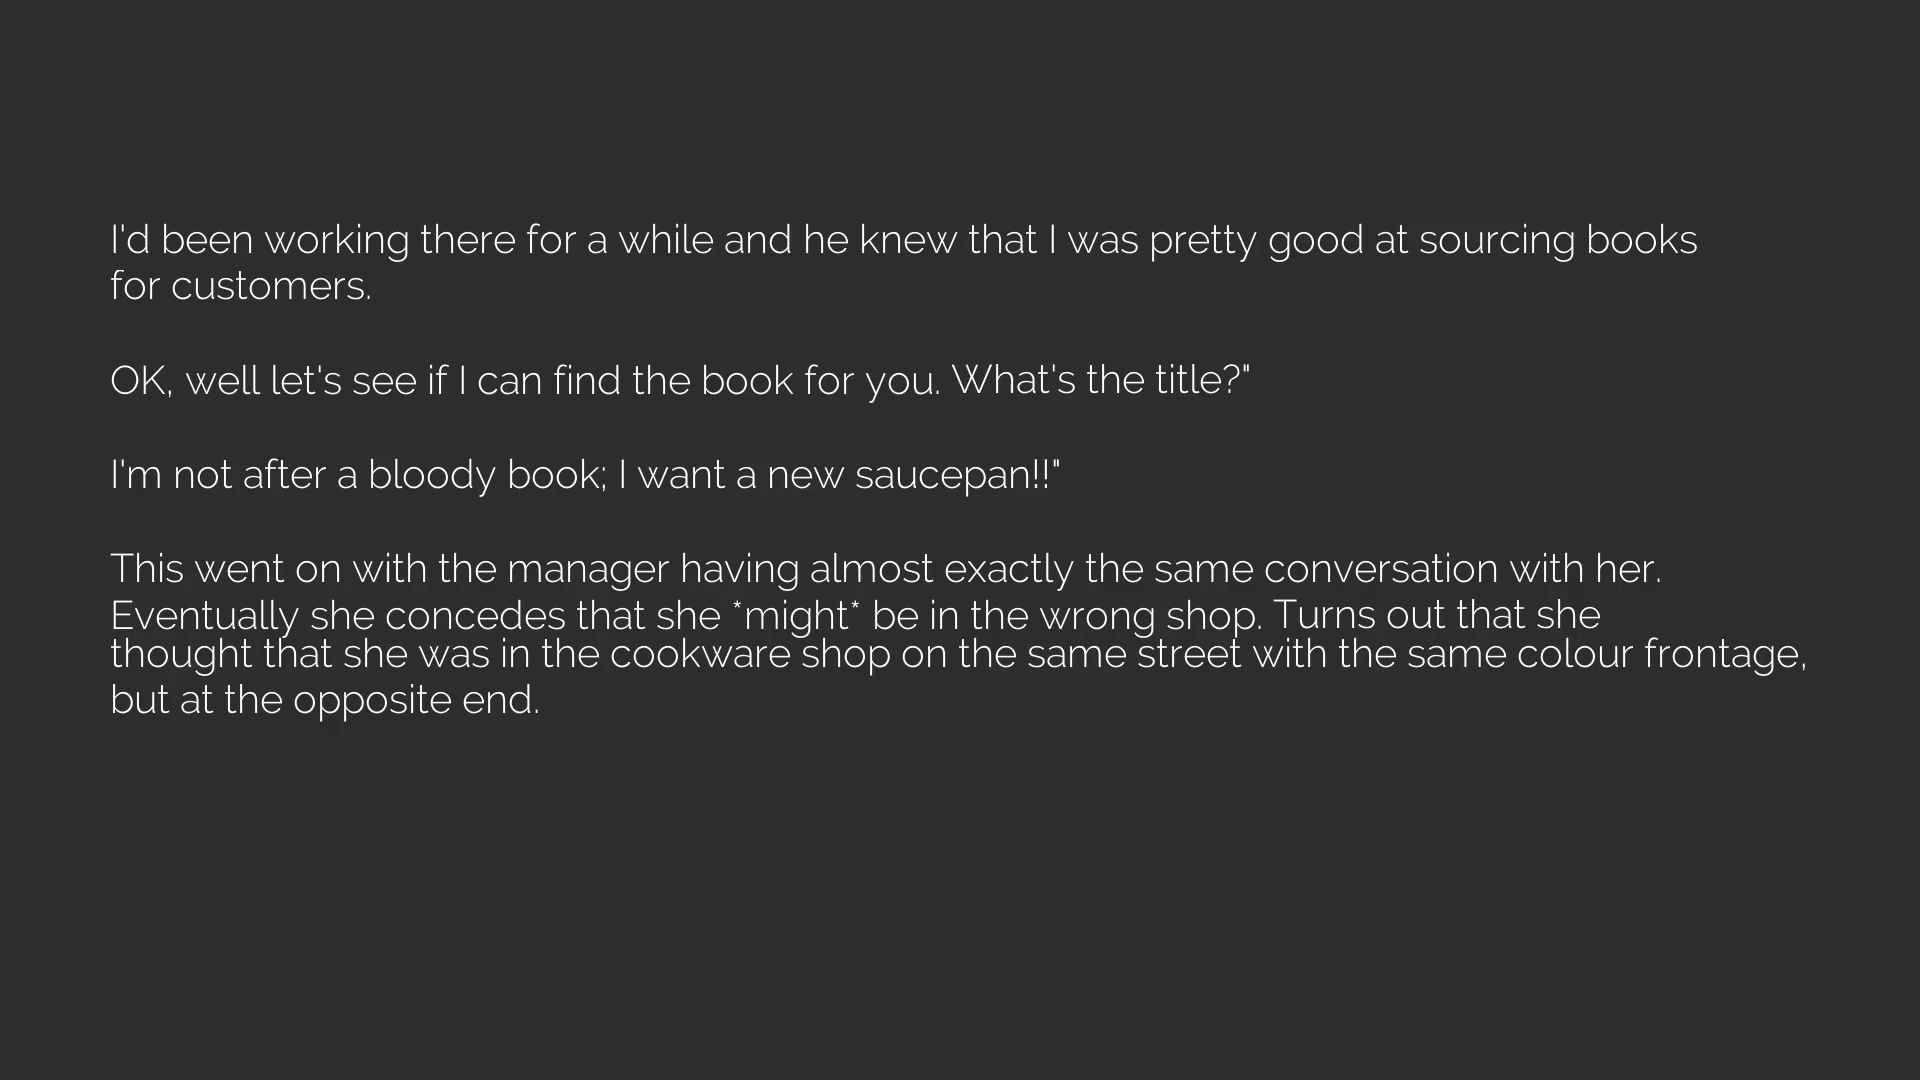 I'd been working there for a while and he knew that I was pretty good at sourcing books
for customers.
OK, well let's see if I can find the book for you. What's the title?"
I'm not after a bloody book; I want a new saucepan!!"
This went on with the manager having almost exactly the same conversation with her.
Eventually she concedes that she *might* be in the wrong shop. Turns out that she
thought that she was in the cookware shop on the same street with the same colour frontage,
but at the opposite end.